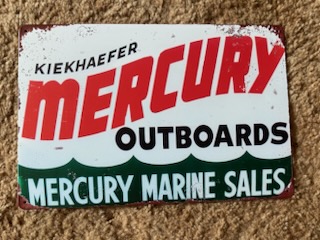 KIEKHAEFER
MERCURY
OUTBOARDS
MERCURY MARINE SALES